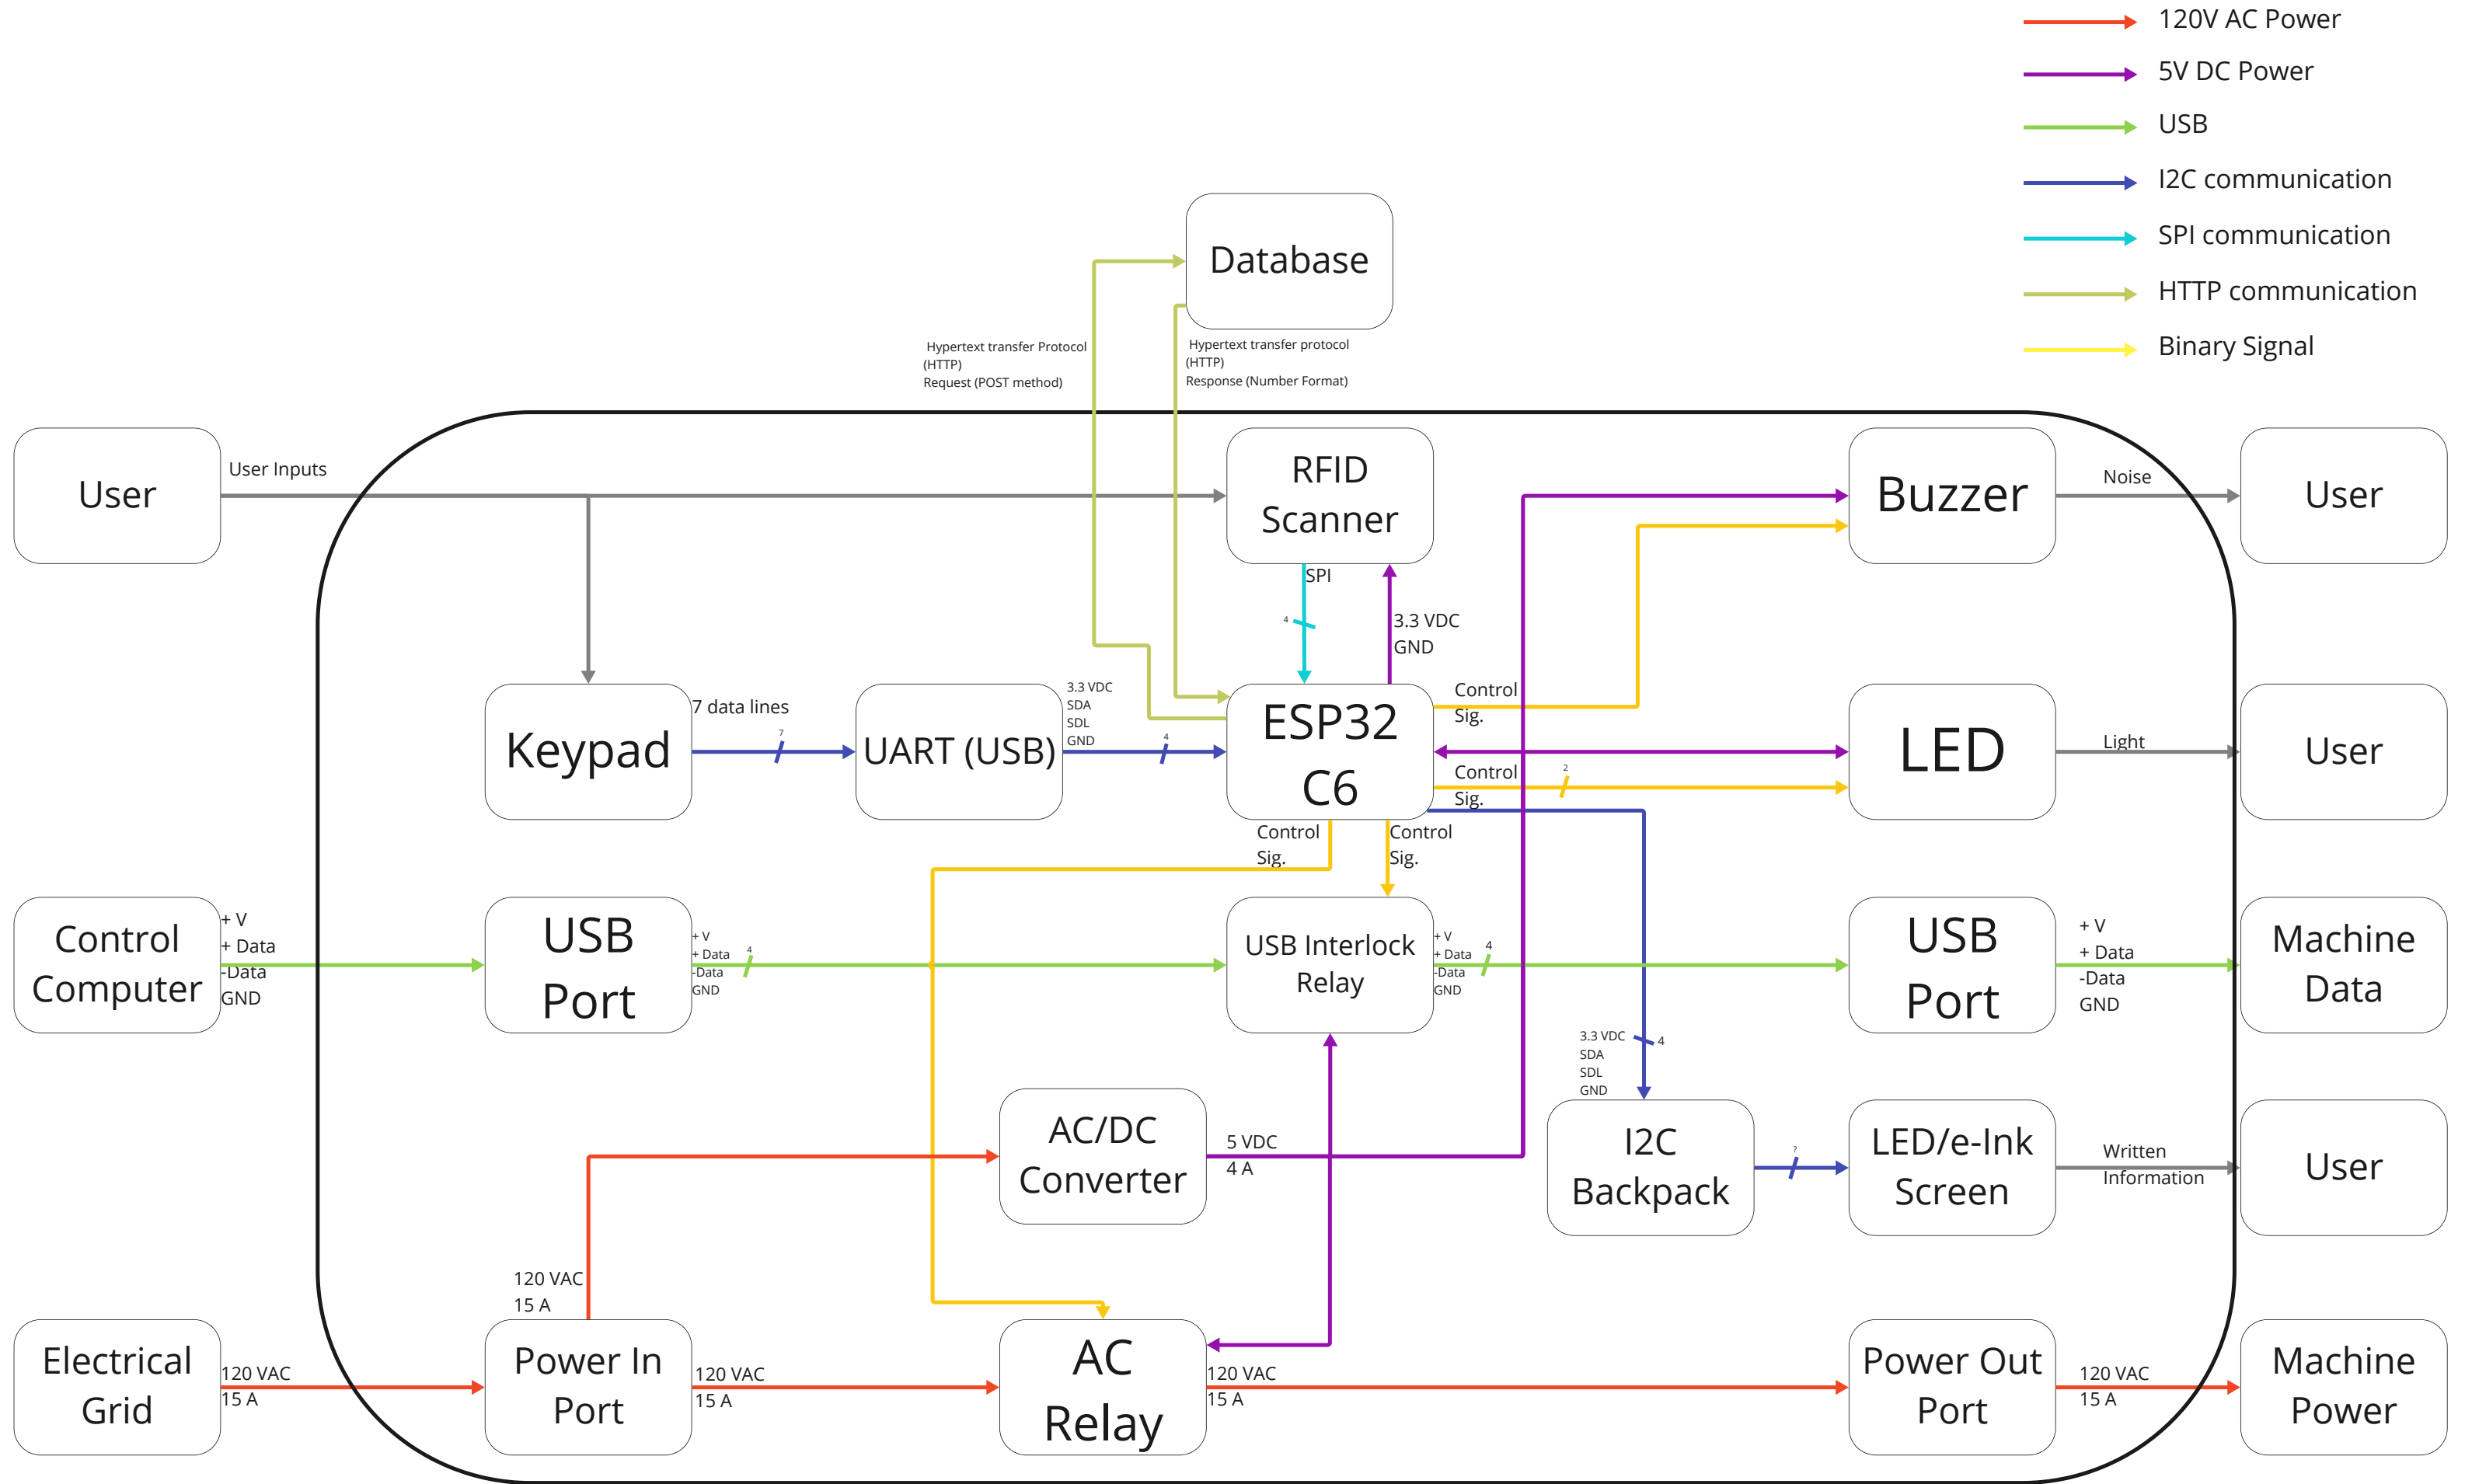 120V AC Power
5V DC Power
USB
I2C communication
SPI communication
HTTP communication
Binary Signal
Database
Hypertext transfer Protocol
(HTTP)
Request (POST method)
Hypertext transfer protocol
(HTTP)
Response (Number Format)
User
User Inputs
RFID
Scanner
Buzzer
Noise
User
SPI
4
3.3 VDC
GND
Keypad
7 data lines
7
UART (USB)
3.3 VDC
SDA
SDL
GND
4
ESP32
C6
Control
Sig.
Control
Sig.
2
LED
Light
User
Control
Sig.
Control
Sig.
Control
Computer
+ V
+ Data
-Data
GND
USB
Port
+ V
+ Data
-Data
GND
4
USB Interlock
Relay
+ V
+ Data
-Data
GND
4
USB
Port
+ V
+ Data
-Data
GND
Machine
Data
3.3 VDC
SDA
SDL
GND
4
AC/DC
Converter
5 VDC
4 A
I2C
Backpack
?
LED/e-Ink
Screen
Written
Information
User
120 VAC
15 A
Electrical
Grid
120 VAC
15 A
Power In
Port
120 VAC
15 A
AC
Relay
120 VAC
15 A
Power Out
Port
120 VAC
15 A
Machine
Power